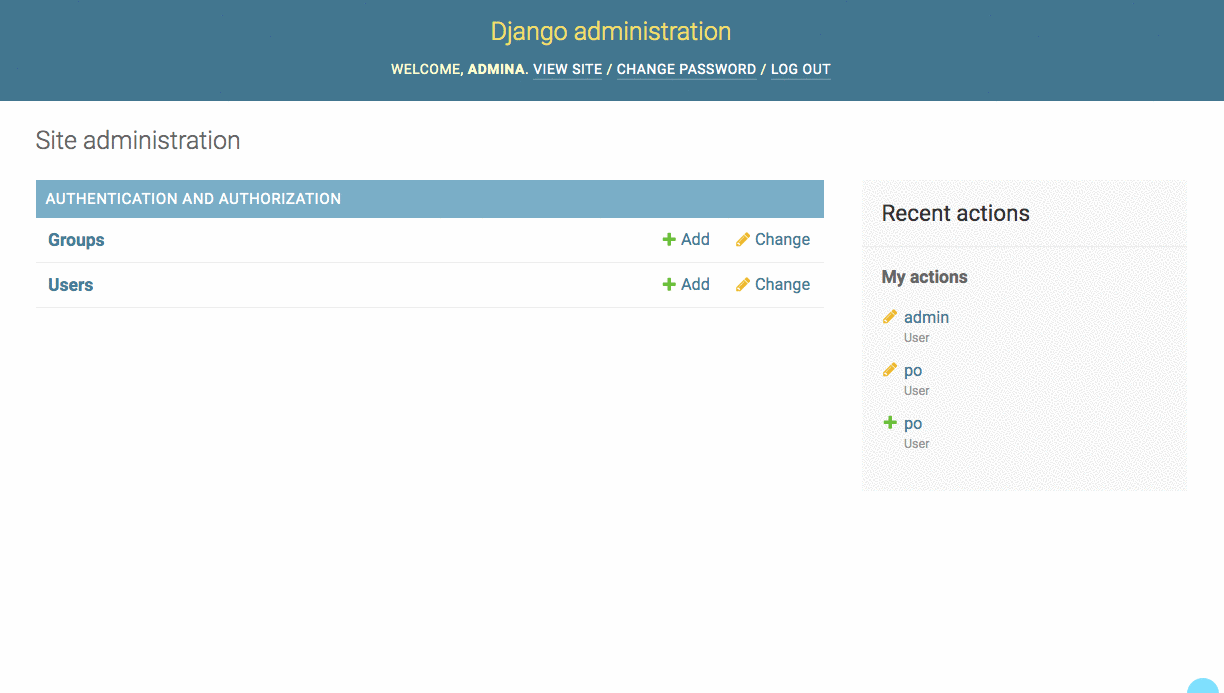 Django administration
WELCOME, ADMINA. VIEW SITE / CHANGE PASSWORD / LOG OUT
Site administration
AUTHENTICATION AND AUTHORIZATION
Groups Add Change
Users Add Change
Recent actions
My actions
admin
User
po
User
po
User